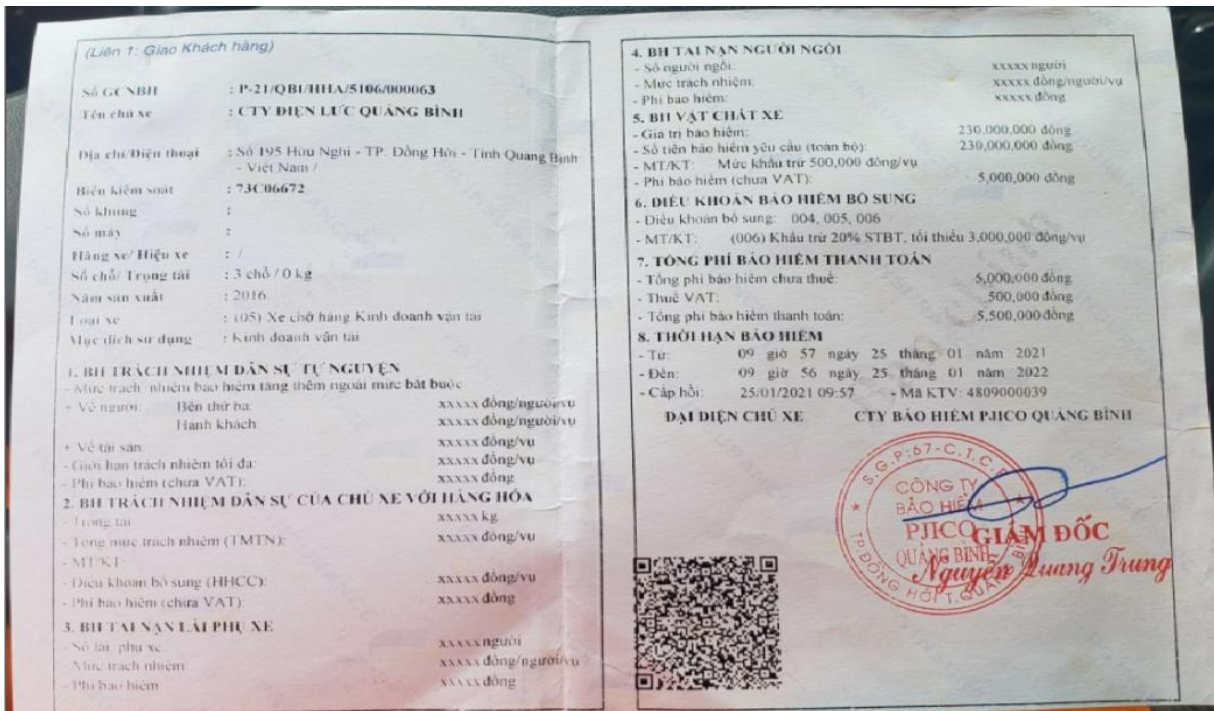 (Liên 1: Giao Khách hàng)
Số GCNBH : P-21/QBI/HHA/5106/000063
Tên chủ xe : CTY ĐIỆN LỰC QUẢNG BÌNH
Địa chỉ/Điện thoại : Số 195 Hữu Nghị - TP. Đồng Hới - Tỉnh Quảng Bình
- Việt Nam /
Biển kiểm soát : 73C06672
Số khung :
Số máy :
Hãng xe/ Hiệu xe : /
Số chỗ/ Trọng tải : 3 chỗ / 0 kg
Năm sản xuất : 2016
Loại xe : (05) Xe chở hàng Kinh doanh vận tải
Mục đích sử dụng : Kinh doanh vận tải
1. BH TRÁCH NHIỆM DÂN SỰ TỰ NGUYỆN
- Mức trách nhiệm bảo hiểm tăng thêm ngoài mức bắt buộc
+ Về người: Bên thứ ba: xxxxx đồng/người/vụ
Hành khách: xxxxx đồng/người/vụ
+ Về tài sản: xxxxx đồng/vụ
- Giới hạn trách nhiệm tối đa: xxxxx đồng/vụ
- Phí bảo hiểm (chưa VAT): xxxxx đồng
2. BH TRÁCH NHIỆM DÂN SỰ CỦA CHỦ XE VỚI HÀNG HÓA
- Trọng tải xxxxx kg
- Tổng mức trách nhiệm (TMTN): xxxxx đồng/vụ
- MT/KT:
- Điều khoản bổ sung (HHCC): xxxxx đồng/vụ
- Phí bảo hiểm (chưa VAT): xxxxx đồng
3. BH TAI NẠN LÁI PHỤ XE
- Số lái, phụ xe: xxxxx người
- Mức trách nhiệm: xxxxx đồng/người/vụ
- Phí bảo hiểm xxxxx đồng
4. BH TAI NẠN NGƯỜI NGỒI
- Số người ngồi: xxxxx người
- Mức trách nhiệm: xxxxx đồng/người/vụ
- Phí bảo hiểm: xxxxx đồng
5. BH VẬT CHẤT XE
- Giá trị bảo hiểm: 230,000,000 đồng
- Số tiền bảo hiểm yêu cầu (toàn bộ): 230,000,000 đồng
- MT/KT: Mức khấu trừ 500,000 đồng/vụ
- Phí bảo hiểm (chưa VAT): 5,000,000 đồng
6. ĐIỀU KHOẢN BẢO HIỂM BỔ SUNG
- Điều khoản bổ sung: 004, 005, 006
- MT/KT: (006) Khấu trừ 20% STBT, tối thiểu 3,000,000 đồng/vụ
7. TỔNG PHÍ BẢO HIỂM THANH TOÁN
- Tổng phí bảo hiểm chưa thuế: 5,000,000 đồng
- Thuế VAT: 500,000 đồng
- Tổng phí bảo hiểm thanh toán: 5,500,000 đồng
8. THỜI HẠN BẢO HIỂM
- Từ: 09 giờ 57 ngày 25 tháng 01 năm 2021
- Đến: 09 giờ 56 ngày 25 tháng 01 năm 2022
- Cấp hồi: 25/01/2021 09:57 - Mã KTV: 4809000039
ĐẠI DIỆN CHỦ XE CTY BẢO HIỂM PJICO QUẢNG BÌNH
S.G.P:67-C.T.C.P
CÔNG TY
BẢO HIỂM
PJICO
QUẢNG BÌNH
TP.ĐỒNG HỚI T.QUẢNG BÌNH
GIÁM ĐỐC
Nguyễn Quang Trung